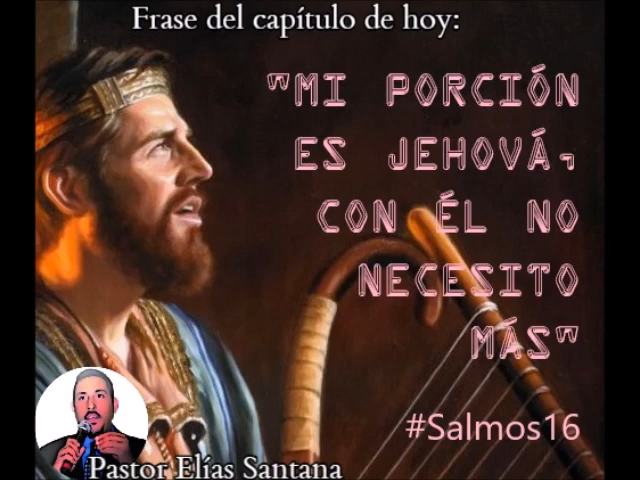 Frase del capítulo de hoy:
"MI PORCIÓN
ES JEHOVÁ,
CON ÉL NO
NECESITO
MÁS"
#Salmos16
Pastor Elías Santana